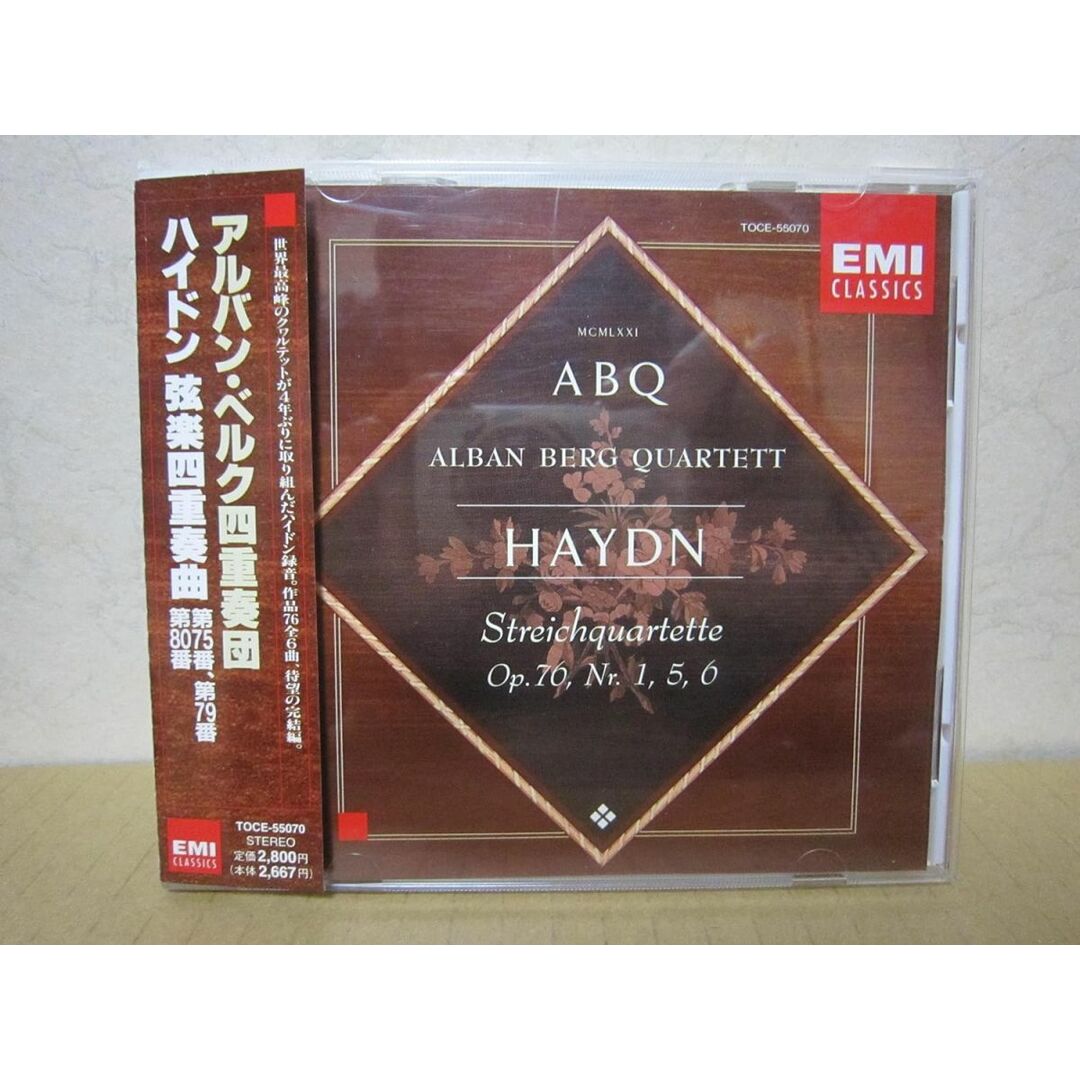 世界最高峰のクヮルテットが4年ぶりに取り組んだハイドン録音。作品76全6曲、待望の完結編。
アルバン・ベルク四重奏団
ハイドン 弦楽四重奏曲 第75番、第79番
第80番
EMI
CLASSICS
TOCE-55070
STEREO
定価2,800円
(本体2,667円)
TOCE-55070
EMI
CLASSICS
MCMLXXI
ABQ
ALBAN BERG QUARTETT
HAYDN
Streichquartette
Op.76, Nr. 1, 5, 6